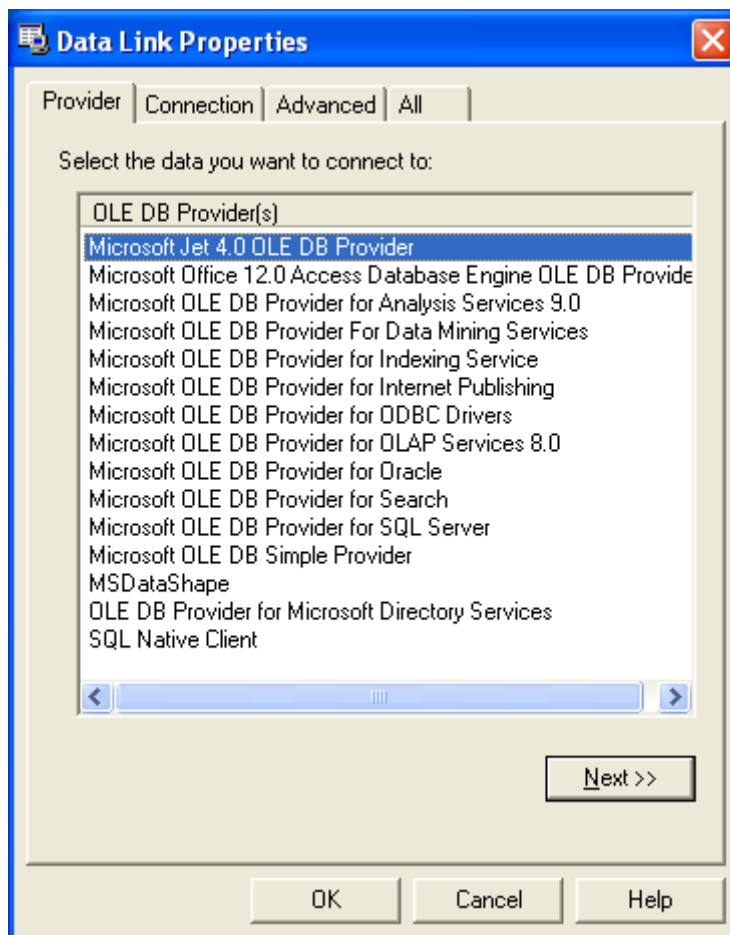 Data Link Properties
Provider Connection Advanced All
Select the data you want to connect to:
OLE DB Provider(s)
Microsoft Jet 4.0 OLE DB Provider
Microsoft Office 12.0 Access Database Engine OLE DB Provide
Microsoft OLE DB Provider for Analysis Services 9.0
Microsoft OLE DB Provider For Data Mining Services
Microsoft OLE DB Provider for Indexing Service
Microsoft OLE DB Provider for Internet Publishing
Microsoft OLE DB Provider for ODBC Drivers
Microsoft OLE DB Provider for OLAP Services 8.0
Microsoft OLE DB Provider for Oracle
Microsoft OLE DB Provider for Search
Microsoft OLE DB Provider for SQL Server
Microsoft OLE DB Simple Provider
MSDataShape
OLE DB Provider for Microsoft Directory Services
SQL Native Client
Next >>
OK Cancel Help